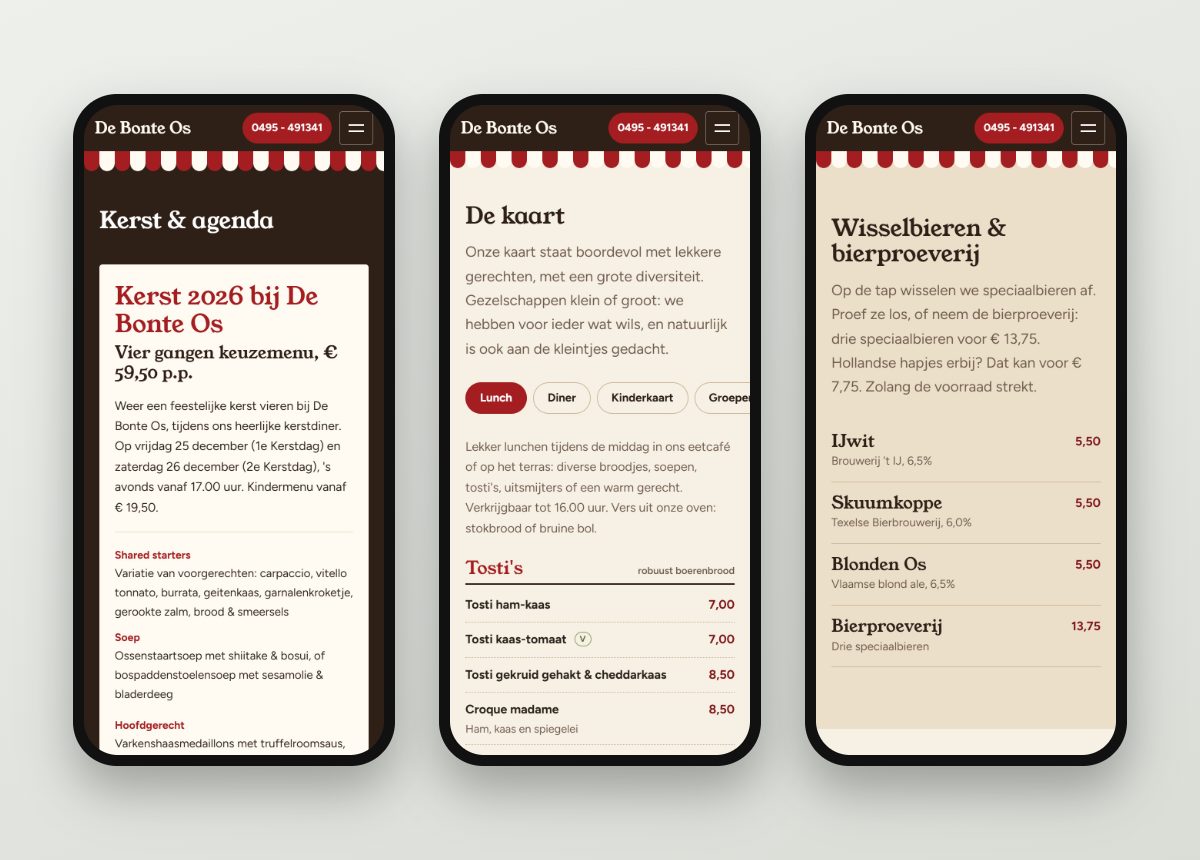 De Bonte Os
0495 - 491341
Kerst & agenda
Kerst 2026 bij De
Bonte Os
Vier gangen keuzemenu, €
59,50 p.p.
Weer een feestelijke kerst vieren bij De
Bonte Os, tijdens ons heerlijke kerstdiner.
Op vrijdag 25 december (1e Kerstdag) en
zaterdag 26 december (2e Kerstdag), 's
avonds vanaf 17.00 uur. Kindermenu vanaf
€ 19,50.
Shared starters
Variatie van voorgerechten: carpaccio, vitello
tonnato, burrata, geitenkaas, garnalenkroketje,
gerookte zalm, brood & smeersels
Soep
Ossenstaartsoep met shiitake & bosui, of
bospaddenstoelensoep met sesamolie &
bladerdeeg
Hoofdgerecht
Varkenshaasmedaillons met truffelroomsaus,
De Bonte Os
0495 - 491341
De kaart
Onze kaart staat boordevol met lekkere
gerechten, met een grote diversiteit.
Gezelschappen klein of groot: we
hebben voor ieder wat wils, en natuurlijk
is ook aan de kleintjes gedacht.
Lunch Diner Kinderkaart Groepen
Lekker lunchen tijdens de middag in ons eetcafé
of op het terras: diverse broodjes, soepen,
tosti's, uitsmijters of een warm gerecht.
Verkrijgbaar tot 16.00 uur. Vers uit onze oven:
stokbrood of bruine bol.
Tosti's robuust boerenbrood
Tosti ham-kaas 7,00
Tosti kaas-tomaat V 7,00
Tosti gekruid gehakt & cheddarkaas 8,50
Croque madame 8,50
Ham, kaas en spiegelei
De Bonte Os
0495 - 491341
Wisselbieren &
bierproeverij
Op de tap wisselen we speciaalbieren af.
Proef ze los, of neem de bierproeverij:
drie speciaalbieren voor € 13,75.
Hollandse hapjes erbij? Dat kan voor €
7,75. Zolang de voorraad strekt.
IJwit 5,50
Brouwerij 't IJ, 6,5%
Skuumkoppe 5,50
Texelse Bierbrouwerij, 6,0%
Blonden Os 5,50
Vlaamse blond ale, 6,5%
Bierproeverij 13,75
Drie speciaalbieren